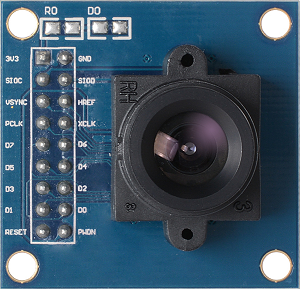 R0 D0
3V3 GND
SIOC SIOD
VSYNC HREF
PCLK XCLK
D7 D6
D5 D4
D3 D2
D1 D0
RESET PWDN
RH